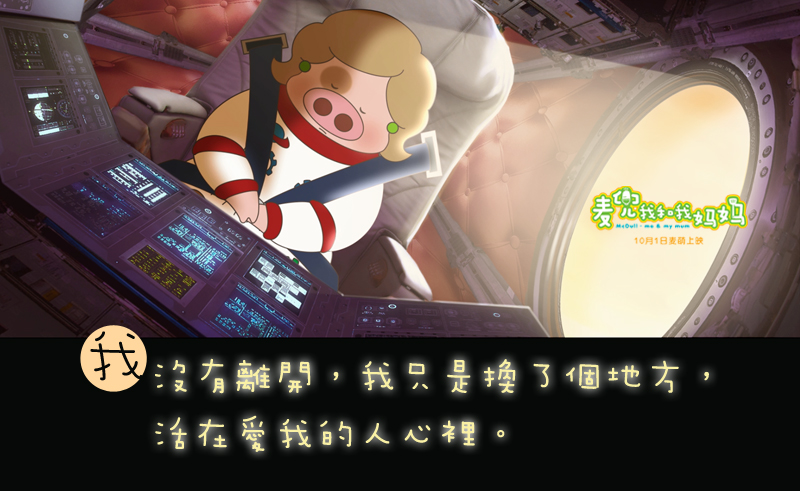 麦兜我和我妈妈
McDull · me & my mum
10月1日麦萌上映
我沒有離開，我只是換了個地方，
活在愛我的人心裡。